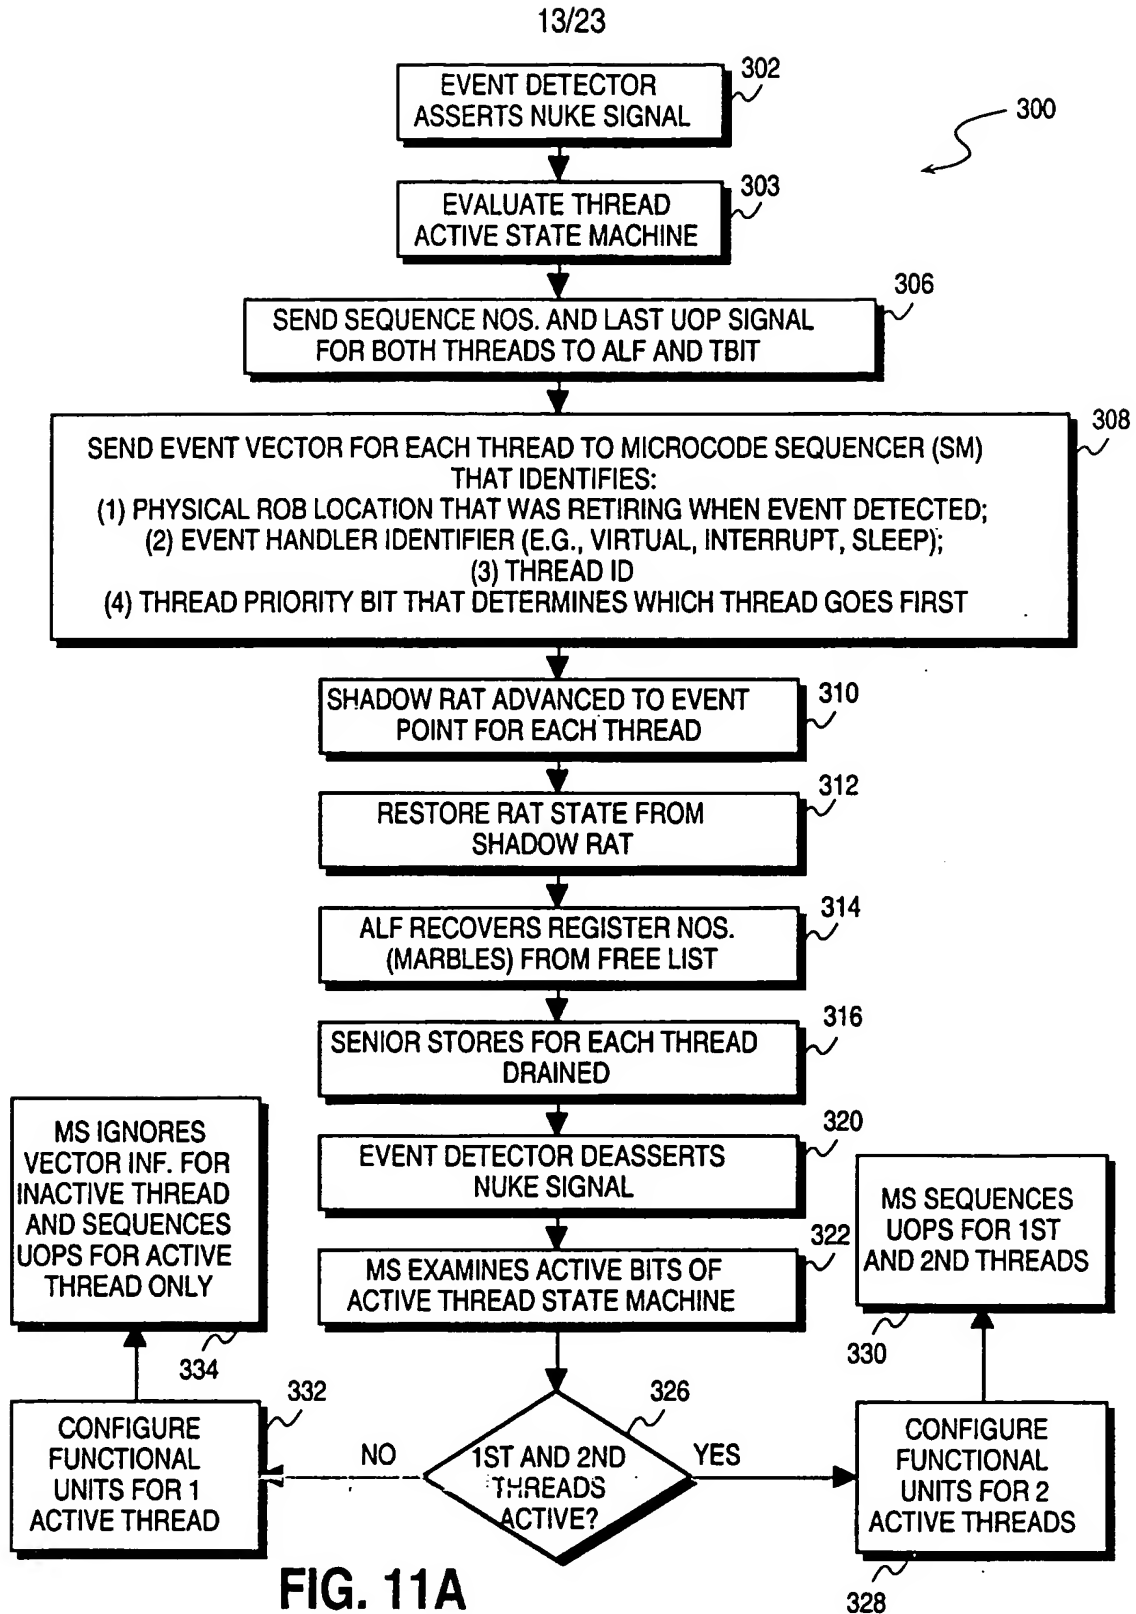 13/23
302
EVENT DETECTOR
ASSERTS NUKE SIGNAL
300
303
EVALUATE THREAD
ACTIVE STATE MACHINE
306
SEND SEQUENCE NOS. AND LAST UOP SIGNAL
FOR BOTH THREADS TO ALF AND TBIT
308
SEND EVENT VECTOR FOR EACH THREAD TO MICROCODE SEQUENCER (SM)
THAT IDENTIFIES:
(1) PHYSICAL ROB LOCATION THAT WAS RETIRING WHEN EVENT DETECTED;
(2) EVENT HANDLER IDENTIFIER (E.G., VIRTUAL, INTERRUPT, SLEEP);
(3) THREAD ID
(4) THREAD PRIORITY BIT THAT DETERMINES WHICH THREAD GOES FIRST
310
SHADOW RAT ADVANCED TO EVENT
POINT FOR EACH THREAD
312
RESTORE RAT STATE FROM
SHADOW RAT
314
ALF RECOVERS REGISTER NOS.
(MARBLES) FROM FREE LIST
316
SENIOR STORES FOR EACH THREAD
DRAINED
320
EVENT DETECTOR DEASSERTS
NUKE SIGNAL
322
MS EXAMINES ACTIVE BITS OF
ACTIVE THREAD STATE MACHINE
326
1ST AND 2ND
THREADS
ACTIVE?
NO
YES
332
CONFIGURE
FUNCTIONAL
UNITS FOR 1
ACTIVE THREAD
MS IGNORES
VECTOR INF. FOR
INACTIVE THREAD
AND SEQUENCES
UOPS FOR ACTIVE
THREAD ONLY
334
CONFIGURE
FUNCTIONAL
UNITS FOR 2
ACTIVE THREADS
328
MS SEQUENCES
UOPS FOR 1ST
AND 2ND THREADS
330
FIG. 11A